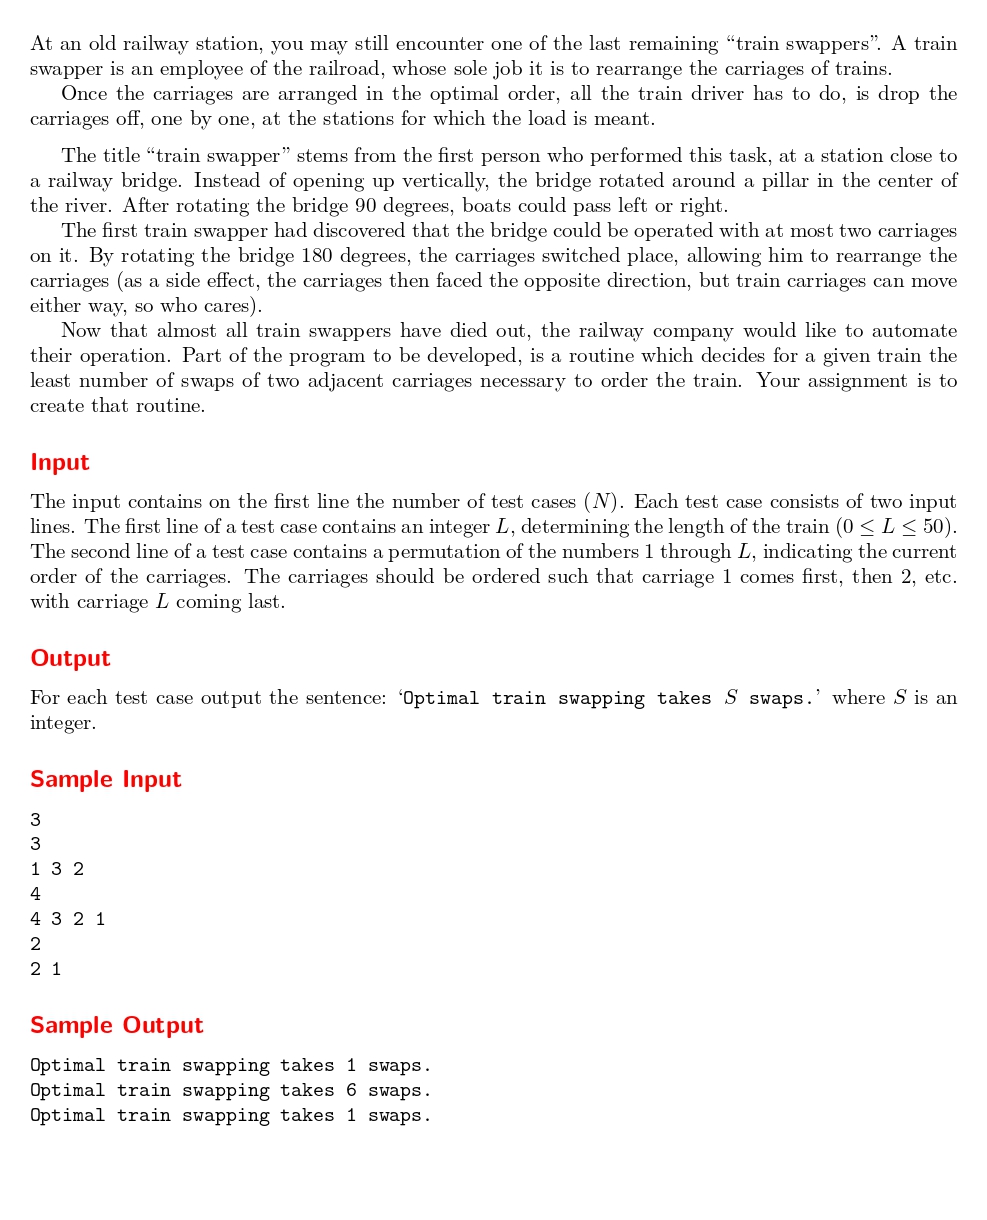 At an old railway station, you may still encounter one of the last remaining “train swappers”. A train
swapper is an employee of the railroad, whose sole job it is to rearrange the carriages of trains.
Once the carriages are arranged in the optimal order, all the train driver has to do, is drop the
carriages off, one by one, at the stations for which the load is meant.
The title “train swapper” stems from the first person who performed this task, at a station close to
a railway bridge. Instead of opening up vertically, the bridge rotated around a pillar in the center of
the river. After rotating the bridge 90 degrees, boats could pass left or right.
The first train swapper had discovered that the bridge could be operated with at most two carriages
on it. By rotating the bridge 180 degrees, the carriages switched place, allowing him to rearrange the
carriages (as a side effect, the carriages then faced the opposite direction, but train carriages can move
either way, so who cares).
Now that almost all train swappers have died out, the railway company would like to automate
their operation. Part of the program to be developed, is a routine which decides for a given train the
least number of swaps of two adjacent carriages necessary to order the train. Your assignment is to
create that routine.
Input
The input contains on the first line the number of test cases (N). Each test case consists of two input
lines. The first line of a test case contains an integer L, determining the length of the train (0 ≤ L ≤ 50).
The second line of a test case contains a permutation of the numbers 1 through L, indicating the current
order of the carriages. The carriages should be ordered such that carriage 1 comes first, then 2, etc.
with carriage L coming last.
Output
For each test case output the sentence: ‘Optimal train swapping takes S swaps.’ where S is an
integer.
Sample Input
3
3
1 3 2
4
4 3 2 1
2
2 1
Sample Output
Optimal train swapping takes 1 swaps.
Optimal train swapping takes 6 swaps.
Optimal train swapping takes 1 swaps.